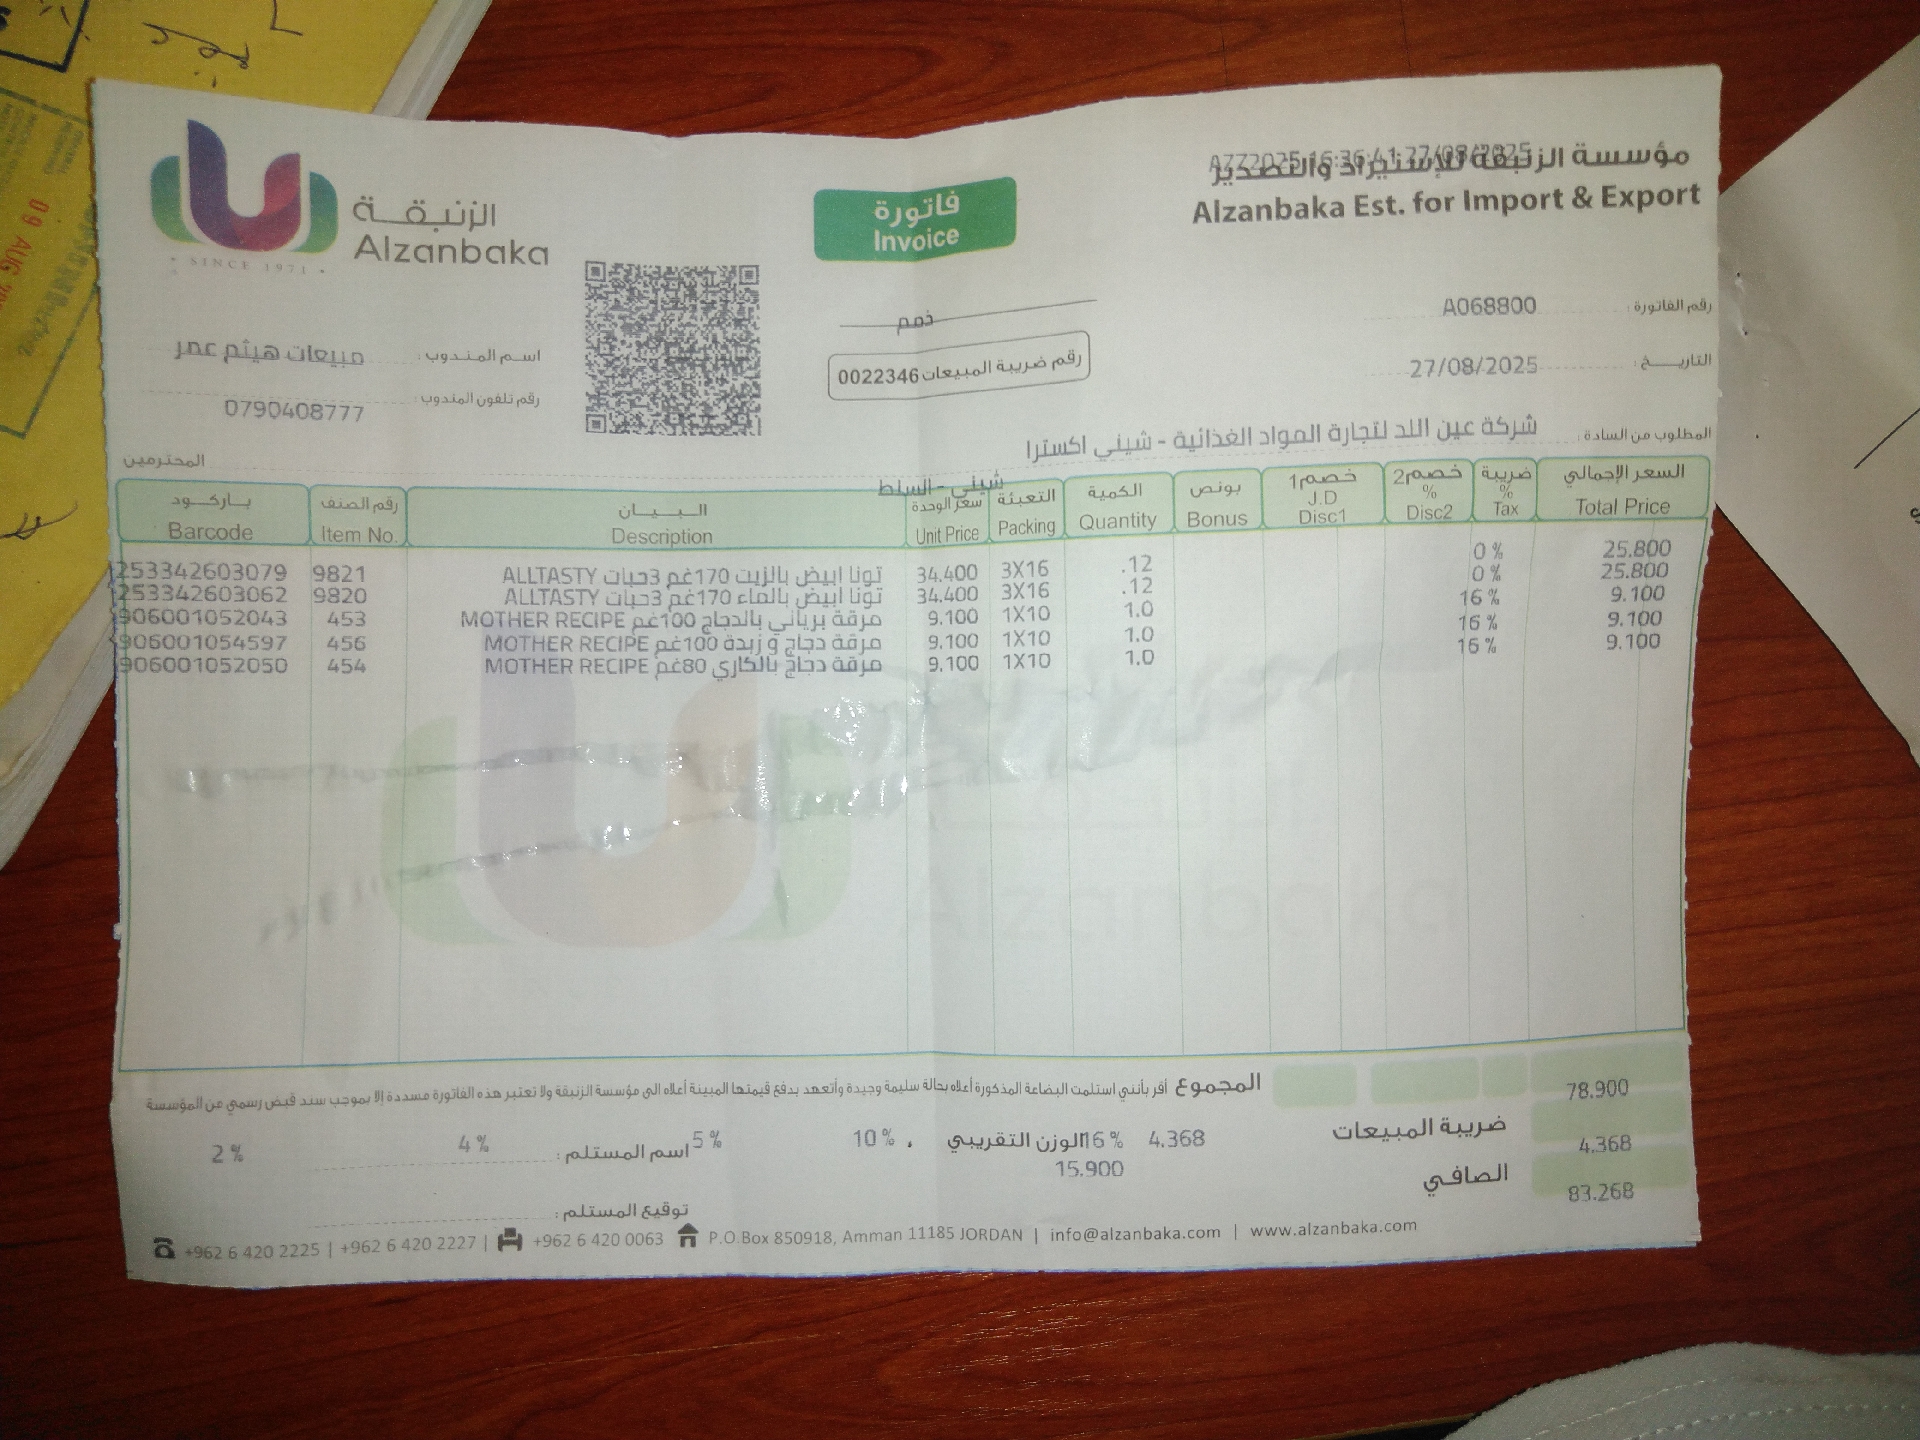 الزنبقة
Alzanbaka
SINCE 1971
فاتورة
Invoice
AZZ2025 16:36:41 27/08/2025
مؤسسة الزنبقة للإستيراد والتصدير
Alzanbaka Est. for Import & Export
ذمم
رقم ضريبة المبيعات 0022346
رقم الفاتورة: A068800
التاريخ: 27/08/2025
اسم المندوب: مبيعات هيثم عمر
رقم تلفون المندوب: 0790408777
المطلوب من السادة: شركة عين اللد لتجارة المواد الغذائية - شيني اكسترا
المحترمين
شيني - السلط
باركود رقم الصنف البيان سعر الوحدة التعبئة الكمية بونص خصم1 خصم2 ضريبة السعر الإجمالي
J.D % %
Barcode Item No. Description Unit Price Packing Quantity Bonus Disc1 Disc2 Tax Total Price
253342603079 9821 تونا ابيض بالزيت 170غم 3حبات ALLTASTY 34.400 3X16 .12 0 % 25.800
253342603062 9820 تونا ابيض بالماء 170غم 3حبات ALLTASTY 34.400 3X16 .12 0 % 25.800
906001052043 453 مرقة برياني بالدجاج 100غم MOTHER RECIPE 9.100 1X10 1.0 16 % 9.100
906001054597 456 مرقة دجاج و زبدة 100غم MOTHER RECIPE 9.100 1X10 1.0 16 % 9.100
906001052050 454 مرقة دجاج بالكاري 80غم MOTHER RECIPE 9.100 1X10 1.0 16 % 9.100
المجموع 78.900
أقر بأنني استلمت البضاعة المذكورة أعلاه بحالة سليمة وجيدة وأتعهد بدفع قيمتها المبينة أعلاه الى مؤسسة الزنبقة ولا تعتبر هذه الفاتورة مسددة إلا بموجب سند قبض رسمي من المؤسسة
ضريبة المبيعات 4.368
2 % 4 % 5 % 10 % 16 % 4.368
الوزن التقريبي 15.900
اسم المستلم:
الصافي 83.268
توقيع المستلم:
+962 6 420 2225 | +962 6 420 2227 | +962 6 420 0063 P.O.Box 850918, Amman 11185 JORDAN | info@alzanbaka.com | www.alzanbaka.com